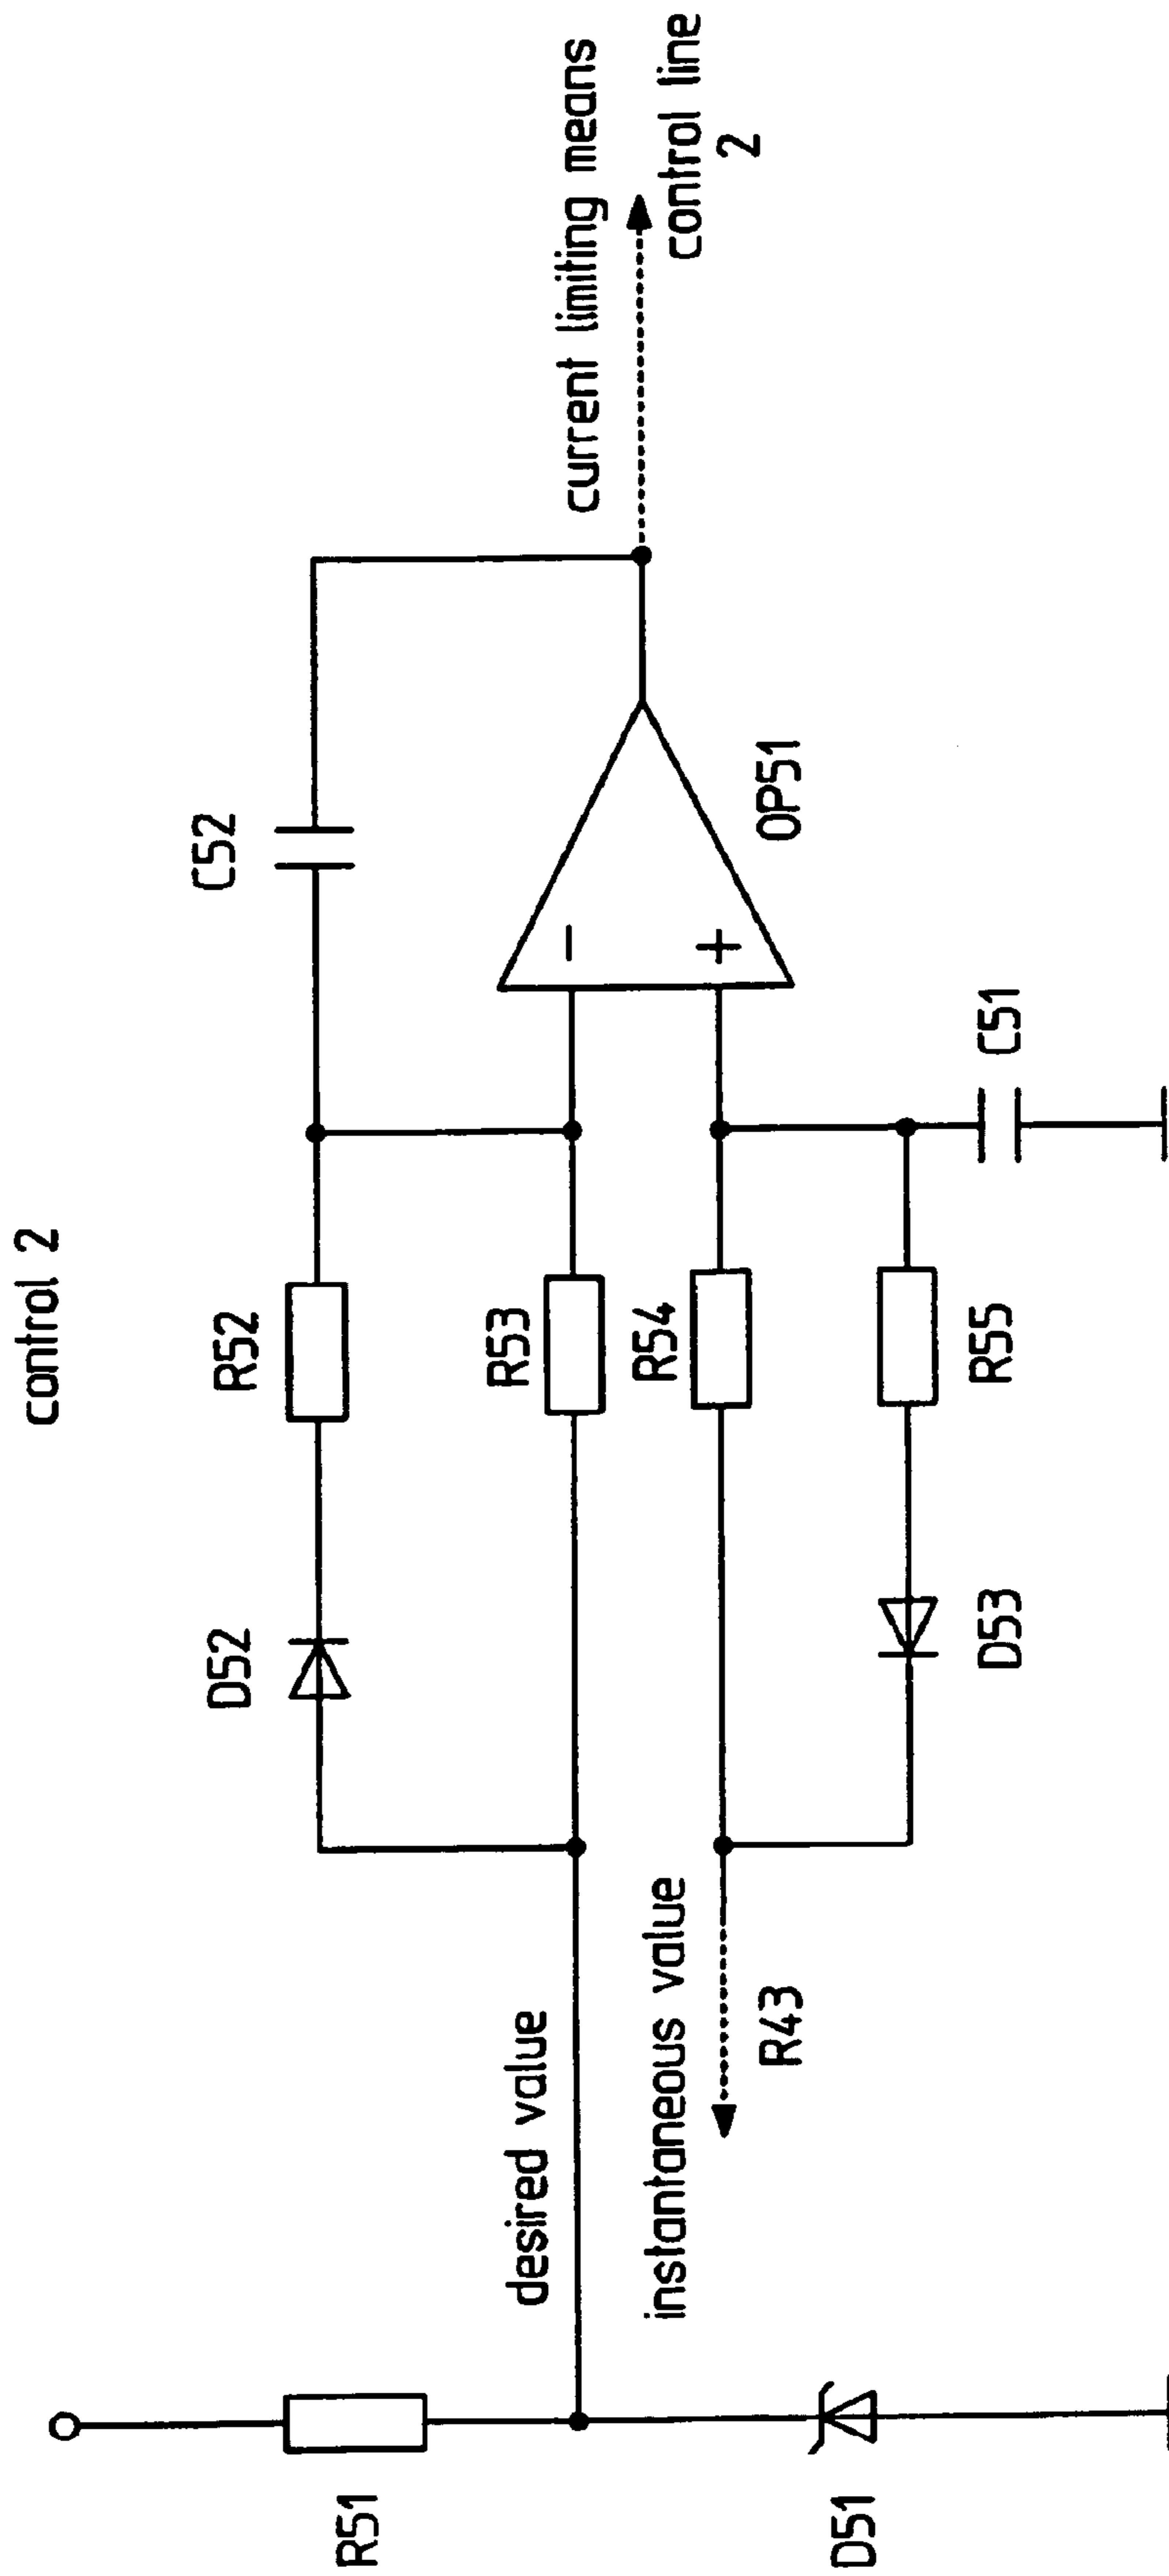 control 2
C52
current limiting means
control line
2
D52
R52
R53
−
+
OP51
R51
desired value
instantaneous value
R43
R54
D53
R55
C51
D51